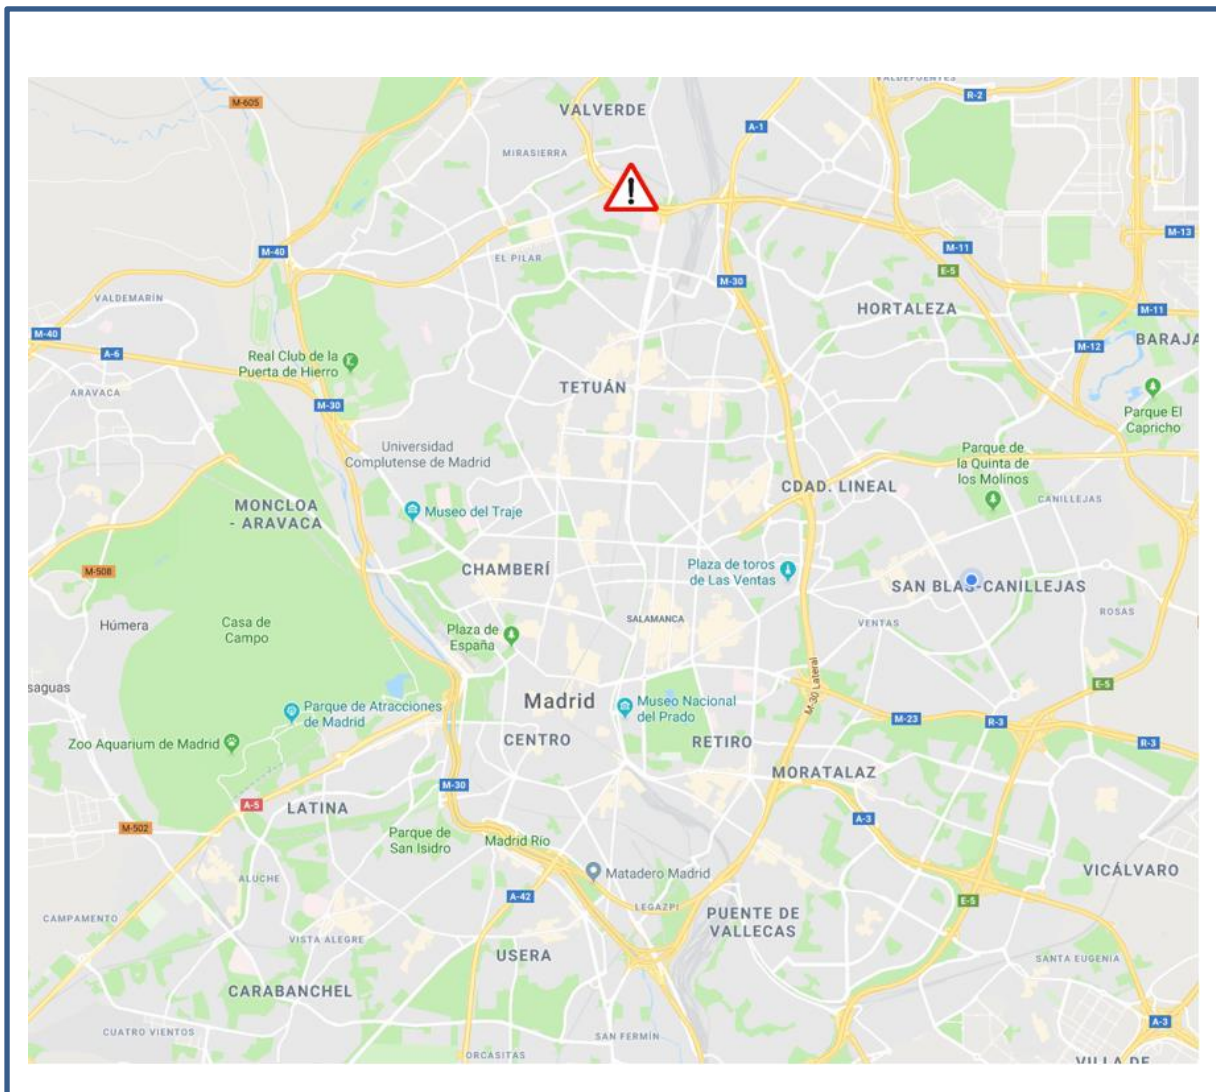 VALDEFUENTES
M-605
R-2
VALVERDE
A-1
MIRASIERRA
M-13
M-40
M-11
EL PILAR
E-5
M-30
VALDEMARÍN
HORTALEZA
M-11
M-40
BARAJA
M-12
A-6
Real Club de la
Puerta de Hierro
TETUÁN
ARAVACA
M-30
Parque El
Capricho
Universidad
Complutense de Madrid
Parque de
la Quinta de
los Molinos
CDAD. LINEAL
CANILLEJAS
MONCLOA
- ARAVACA
Museo del Traje
M-508
CHAMBERÍ
Plaza de toros
de Las Ventas
SAN BLAS-CANILLEJAS
ROSAS
Húmera
Casa de
Campo
SALAMANCA
VENTAS
Plaza de
España
M-30 Lateral
saguas
E-5
Madrid
Museo Nacional
del Prado
Parque de Atracciones
de Madrid
M-23
R-3
Zoo Aquarium de Madrid
CENTRO
RETIRO
R-3
MORATALAZ
M-30
A-5
LATINA
A-3
M-502
Parque de
San Isidro
Madrid Río
Matadero Madrid
VICÁLVARO
ALUCHE
A-42
E-5
LEGAZPI
CAMPAMENTO
PUENTE DE
VALLECAS
VISTA ALEGRE
USERA
SANTA EUGENIA
CARABANCHEL
A-3
CUATRO VIENTOS
SAN FERMÍN
ORCASITAS
VILLA DE